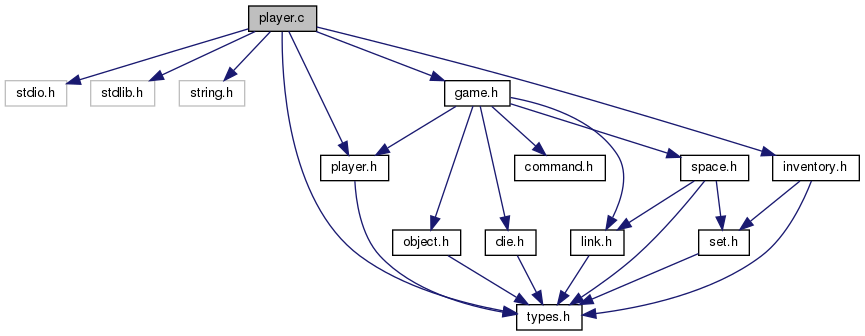 player.c
stdio.h
stdlib.h
string.h
game.h
player.h
command.h
space.h
inventory.h
object.h
die.h
link.h
set.h
types.h